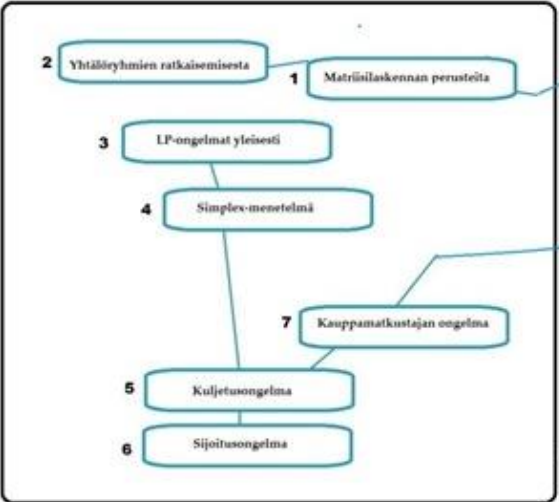 2 Yhtälöryhmien ratkaisemisesta
1 Matriisilaskennan perusteita
3 LP-ongelmat yleisesti
4 Simplex-menetelmä
7 Kauppamatkustajan ongelma
5 Kuljetusongelma
6 Sijoitusongelma